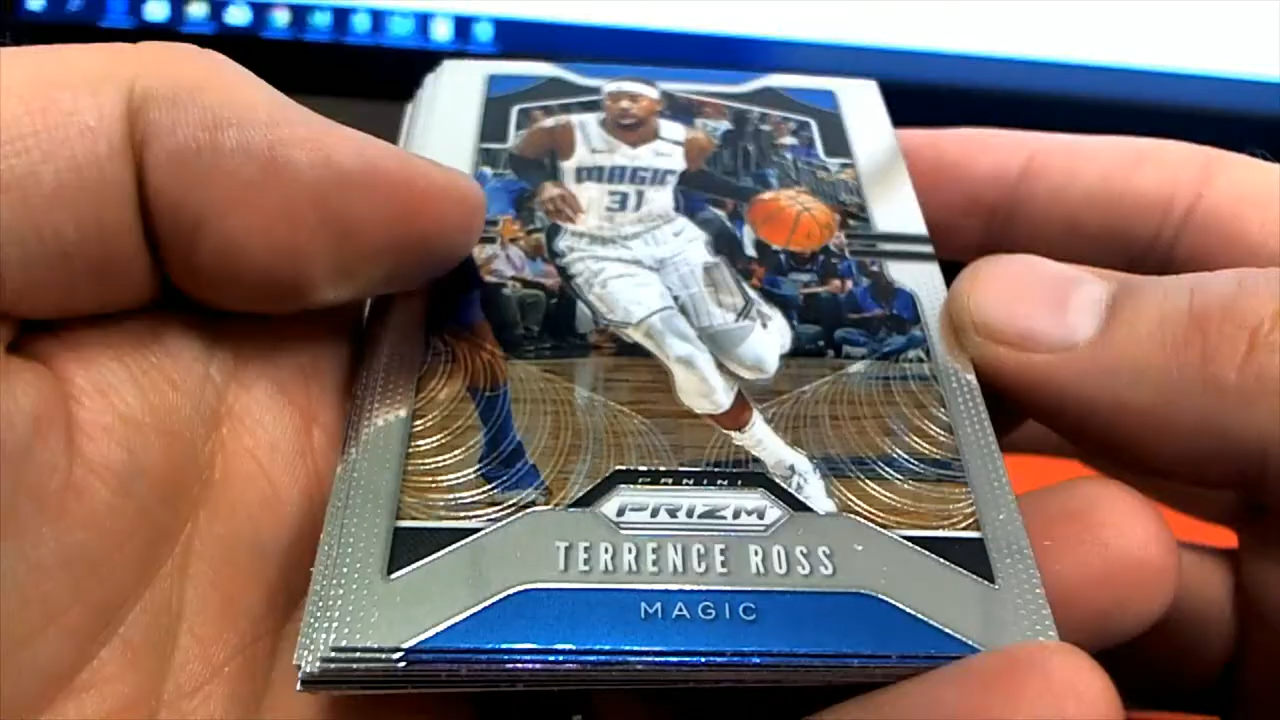 MAGIC
31
PANINI
PRIZM
TERRENCE ROSS
MAGIC